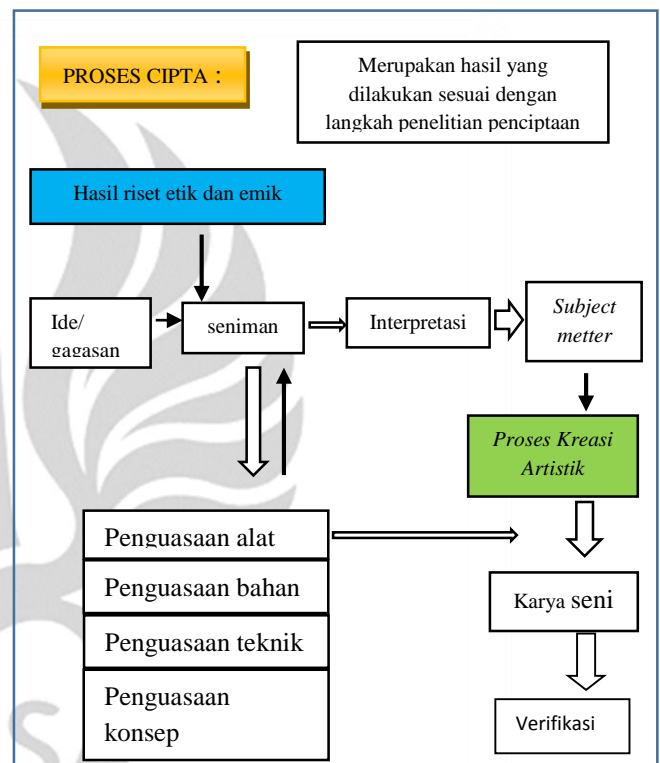 PROSES CIPTA :
Merupakan hasil yang
dilakukan sesuai dengan
langkah penelitian penciptaan
Hasil riset etik dan emik
Ide/
gagasan
seniman
Interpretasi
Subject
metter
Proses Kreasi
Artistik
Penguasaan alat
Penguasaan bahan
Penguasaan teknik
Penguasaan
konsep
Karya seni
Verifikasi